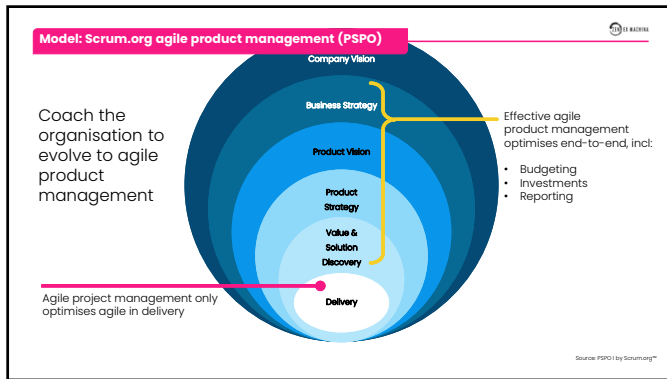 Model: Scrum.org agile product management (PSPO)
ZEN EX MACHINA
Company Vision
Coach the
organisation to
evolve to agile
product
management
Business Strategy
Product Vision
Product
Strategy
Value &
Solution
Discovery
Delivery
Effective agile
product management
optimises end-to-end, incl:
• Budgeting
• Investments
• Reporting
Agile project management only
optimises agile in delivery
Source: PSPO I by Scrum.org™